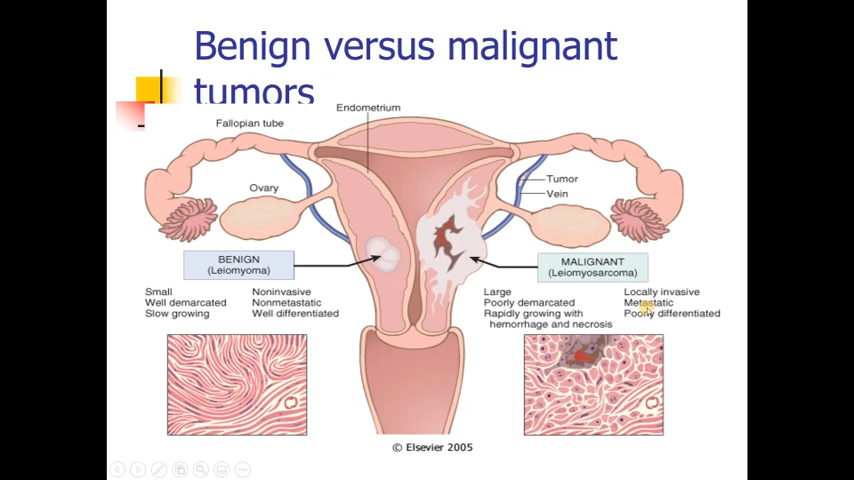 Benign versus malignant
tumors
Endometrium
Fallopian tube
Ovary
Tumor
Vein
BENIGN
(Leiomyoma)
MALIGNANT
(Leiomyosarcoma)
Small
Well demarcated
Slow growing
Noninvasive
Nonmetastatic
Well differentiated
Large
Poorly demarcated
Rapidly growing with
hemorrhage and necrosis
Locally invasive
Metastatic
Poorly differentiated
© Elsevier 2005